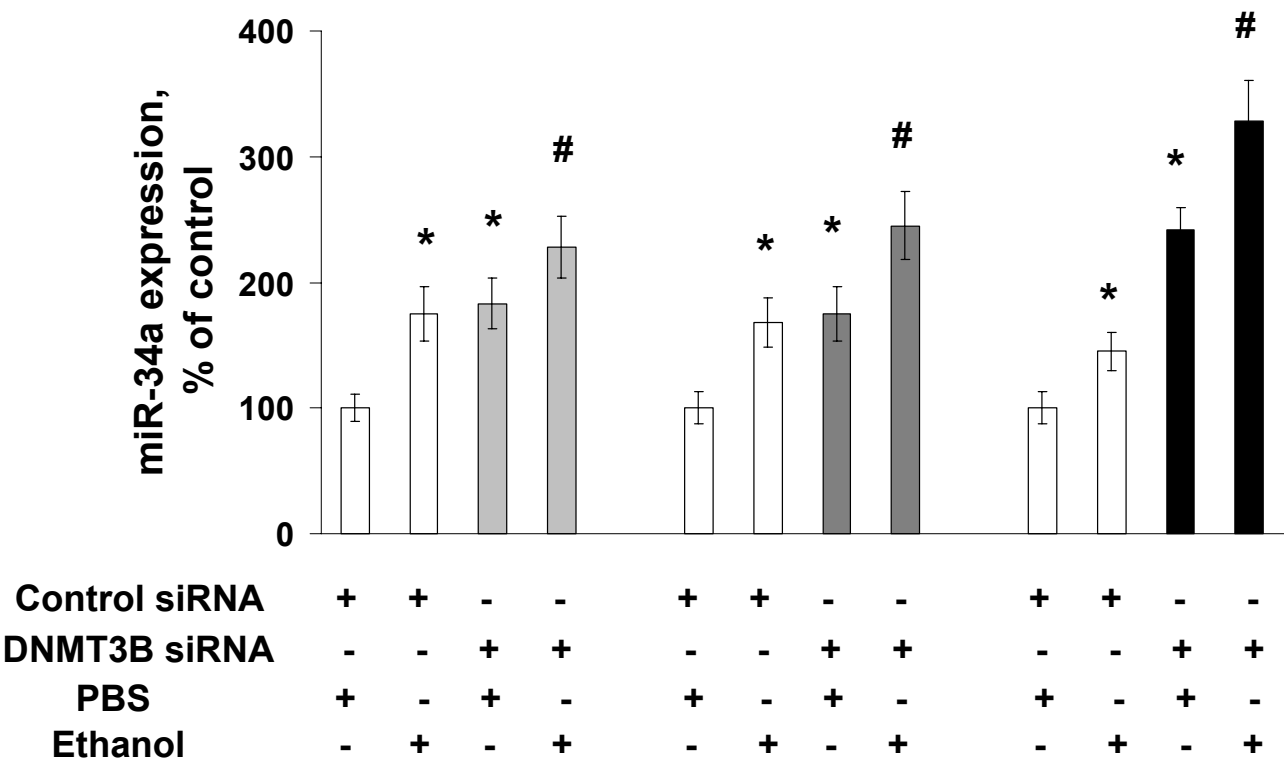 miR-34a expression,
% of control
400
300
200
100
0
* * #
* * #
* * #
Control siRNA + + - - + + - - + + - -
DNMT3B siRNA - - + + - - + + - - + +
PBS + - + - + - + - + - + -
Ethanol - + - + - + - + - + - +